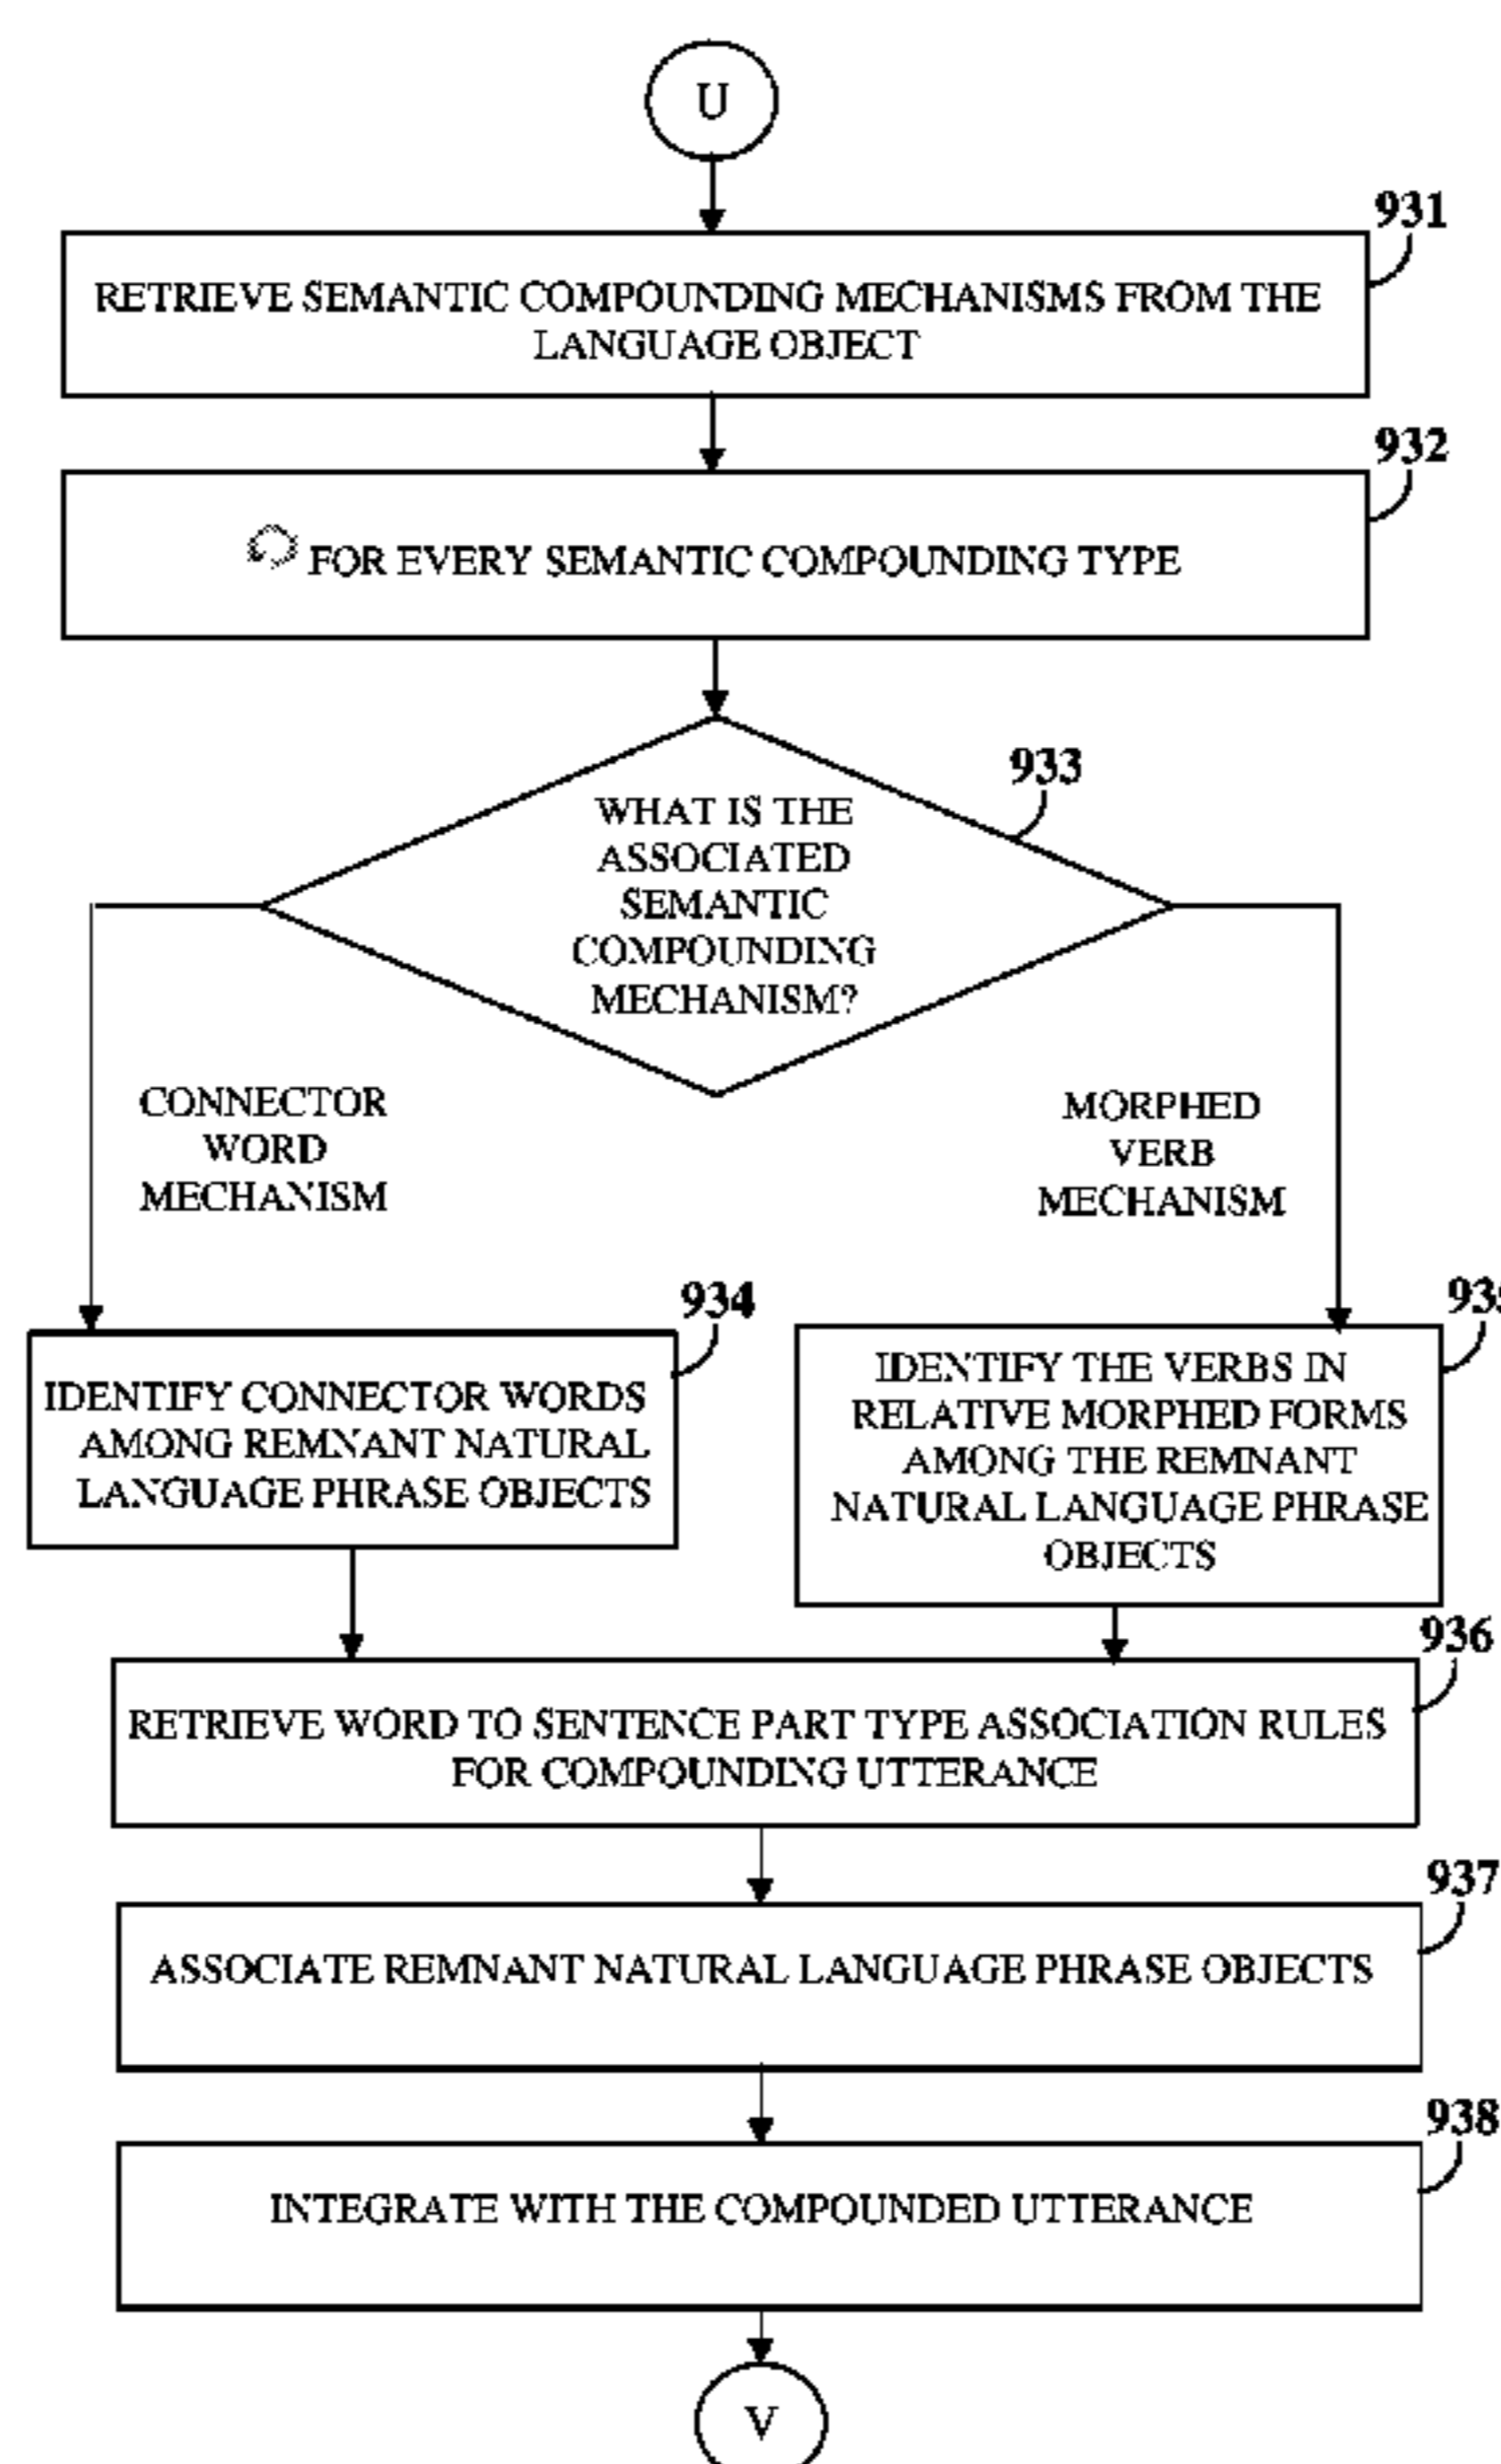 U
931
RETRIEVE SEMANTIC COMPOUNDING MECHANISMS FROM THE
LANGUAGE OBJECT
932
FOR EVERY SEMANTIC COMPOUNDING TYPE
933
WHAT IS THE
ASSOCIATED
SEMANTIC
COMPOUNDING
MECHANISM?
CONNECTOR
WORD
MECHANISM
MORPHED
VERB
MECHANISM
934
IDENTIFY CONNECTOR WORDS
AMONG REMNANT NATURAL
LANGUAGE PHRASE OBJECTS
IDENTIFY THE VERBS IN
RELATIVE MORPHED FORMS
AMONG THE REMNANT
NATURAL LANGUAGE PHRASE
OBJECTS
936
RETRIEVE WORD TO SENTENCE PART TYPE ASSOCIATION RULES
FOR COMPOUNDING UTTERANCE
937
ASSOCIATE REMNANT NATURAL LANGUAGE PHRASE OBJECTS
938
INTEGRATE WITH THE COMPOUNDED UTTERANCE
V